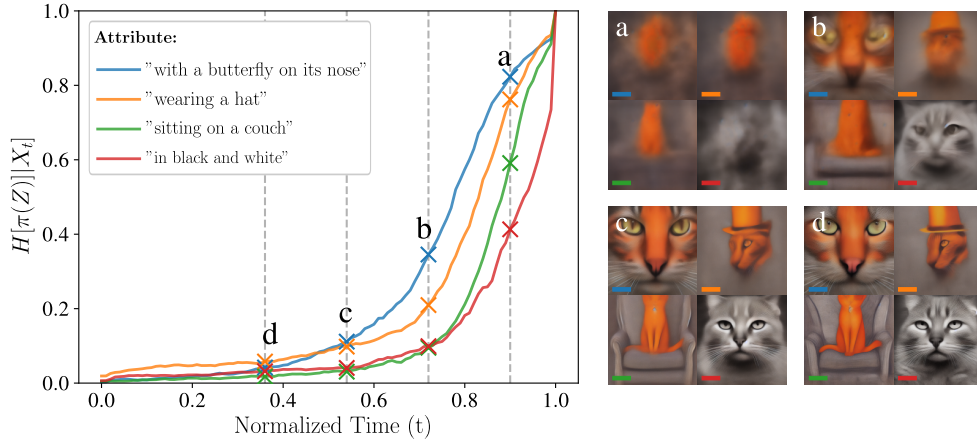 H[π(Z)]|X_t]
1.0
0.8
0.6
0.4
0.2
0.0
Attribute:
"with a butterfly on its nose"
"wearing a hat"
"sitting on a couch"
"in black and white"
a
b
c
d
0.0 0.2 0.4 0.6 0.8 1.0
Normalized Time (t)
a
b
c
d